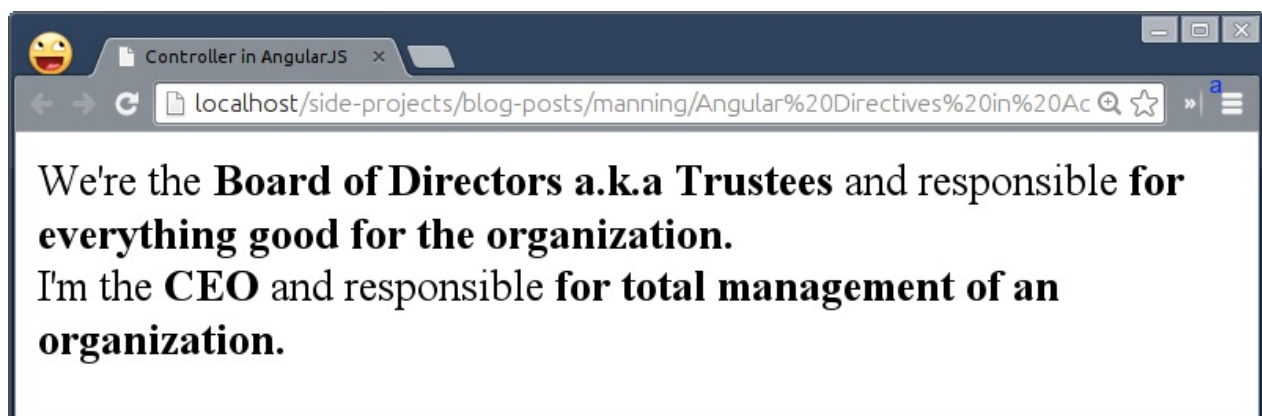 Controller in AngularJS
localhost/side-projects/blog-posts/manning/Angular%20Directives%20in%20Ac
a
We're the Board of Directors a.k.a Trustees and responsible for
everything good for the organization.
I'm the CEO and responsible for total management of an
organization.